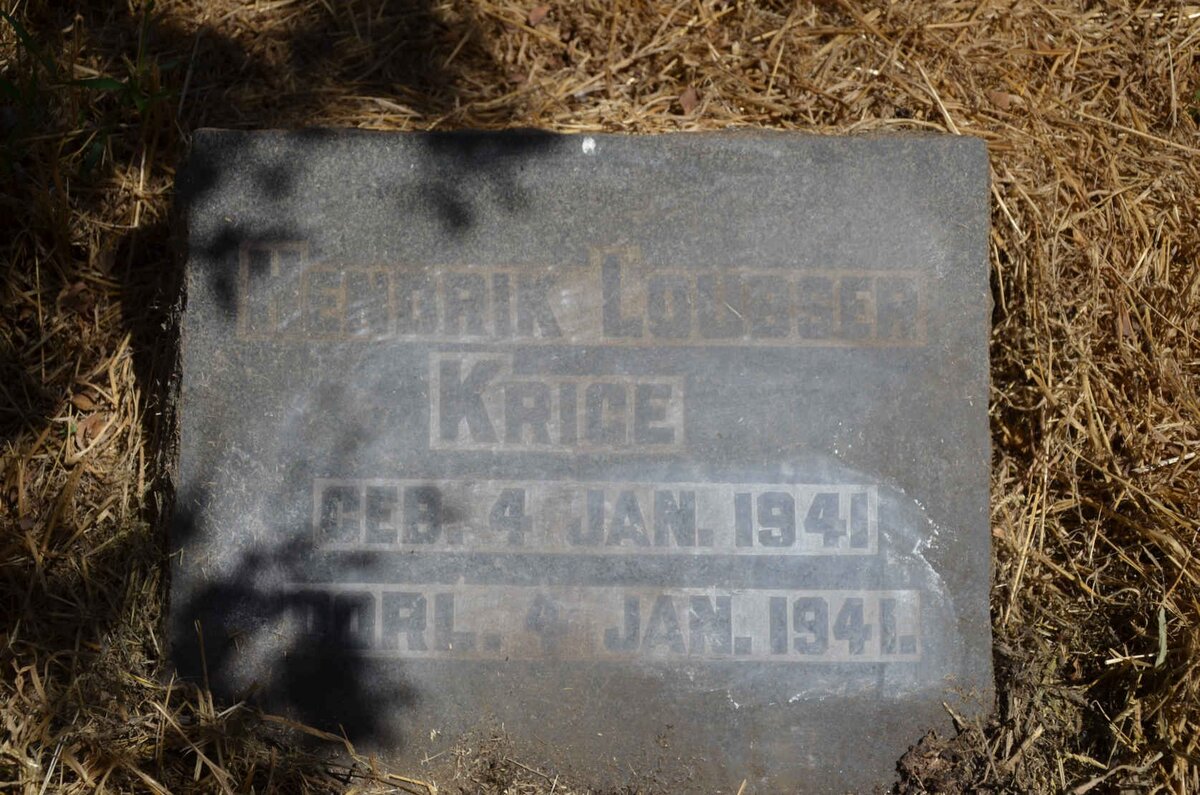 HENDRIK LOUBSER
KRIGE
GEB. 4 JAN. 1941
OORL. 4 JAN. 1941.